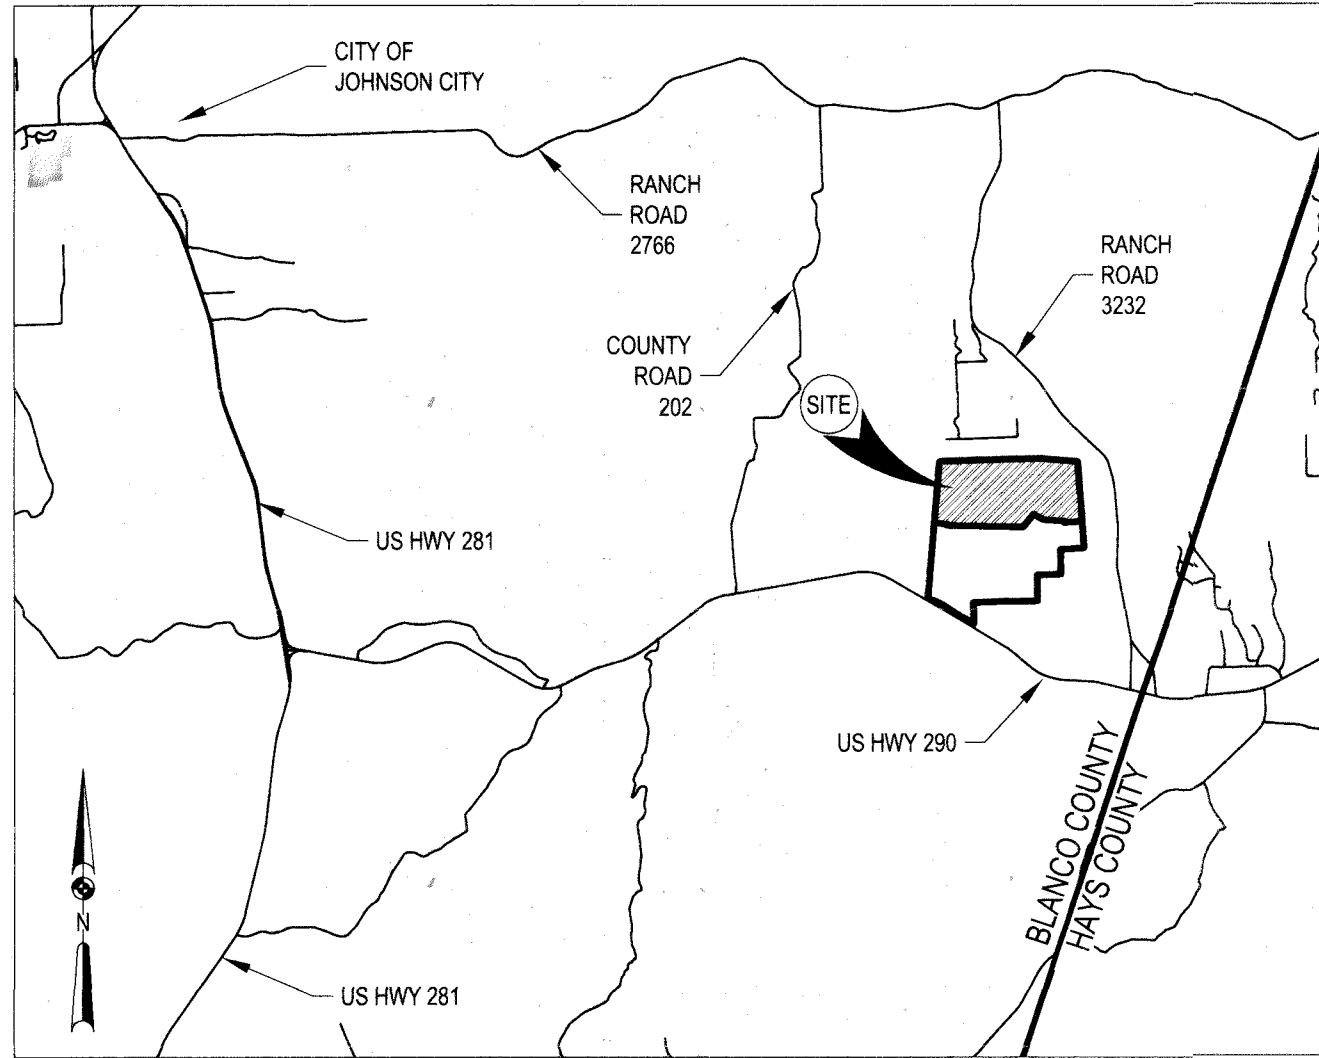 CITY OF
JOHNSON CITY
RANCH
ROAD
2766
RANCH
ROAD
3232
COUNTY
ROAD
202
SITE
US HWY 281
US HWY 290
BLANCO COUNTY
HAYS COUNTY
N
US HWY 281